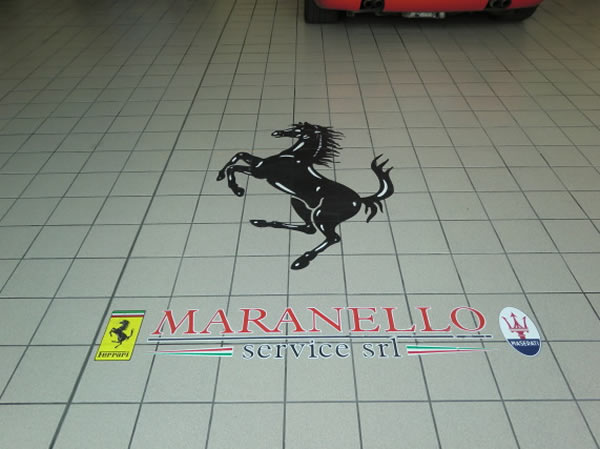 MARANELLO
service srl
Ferrari
MASERATI